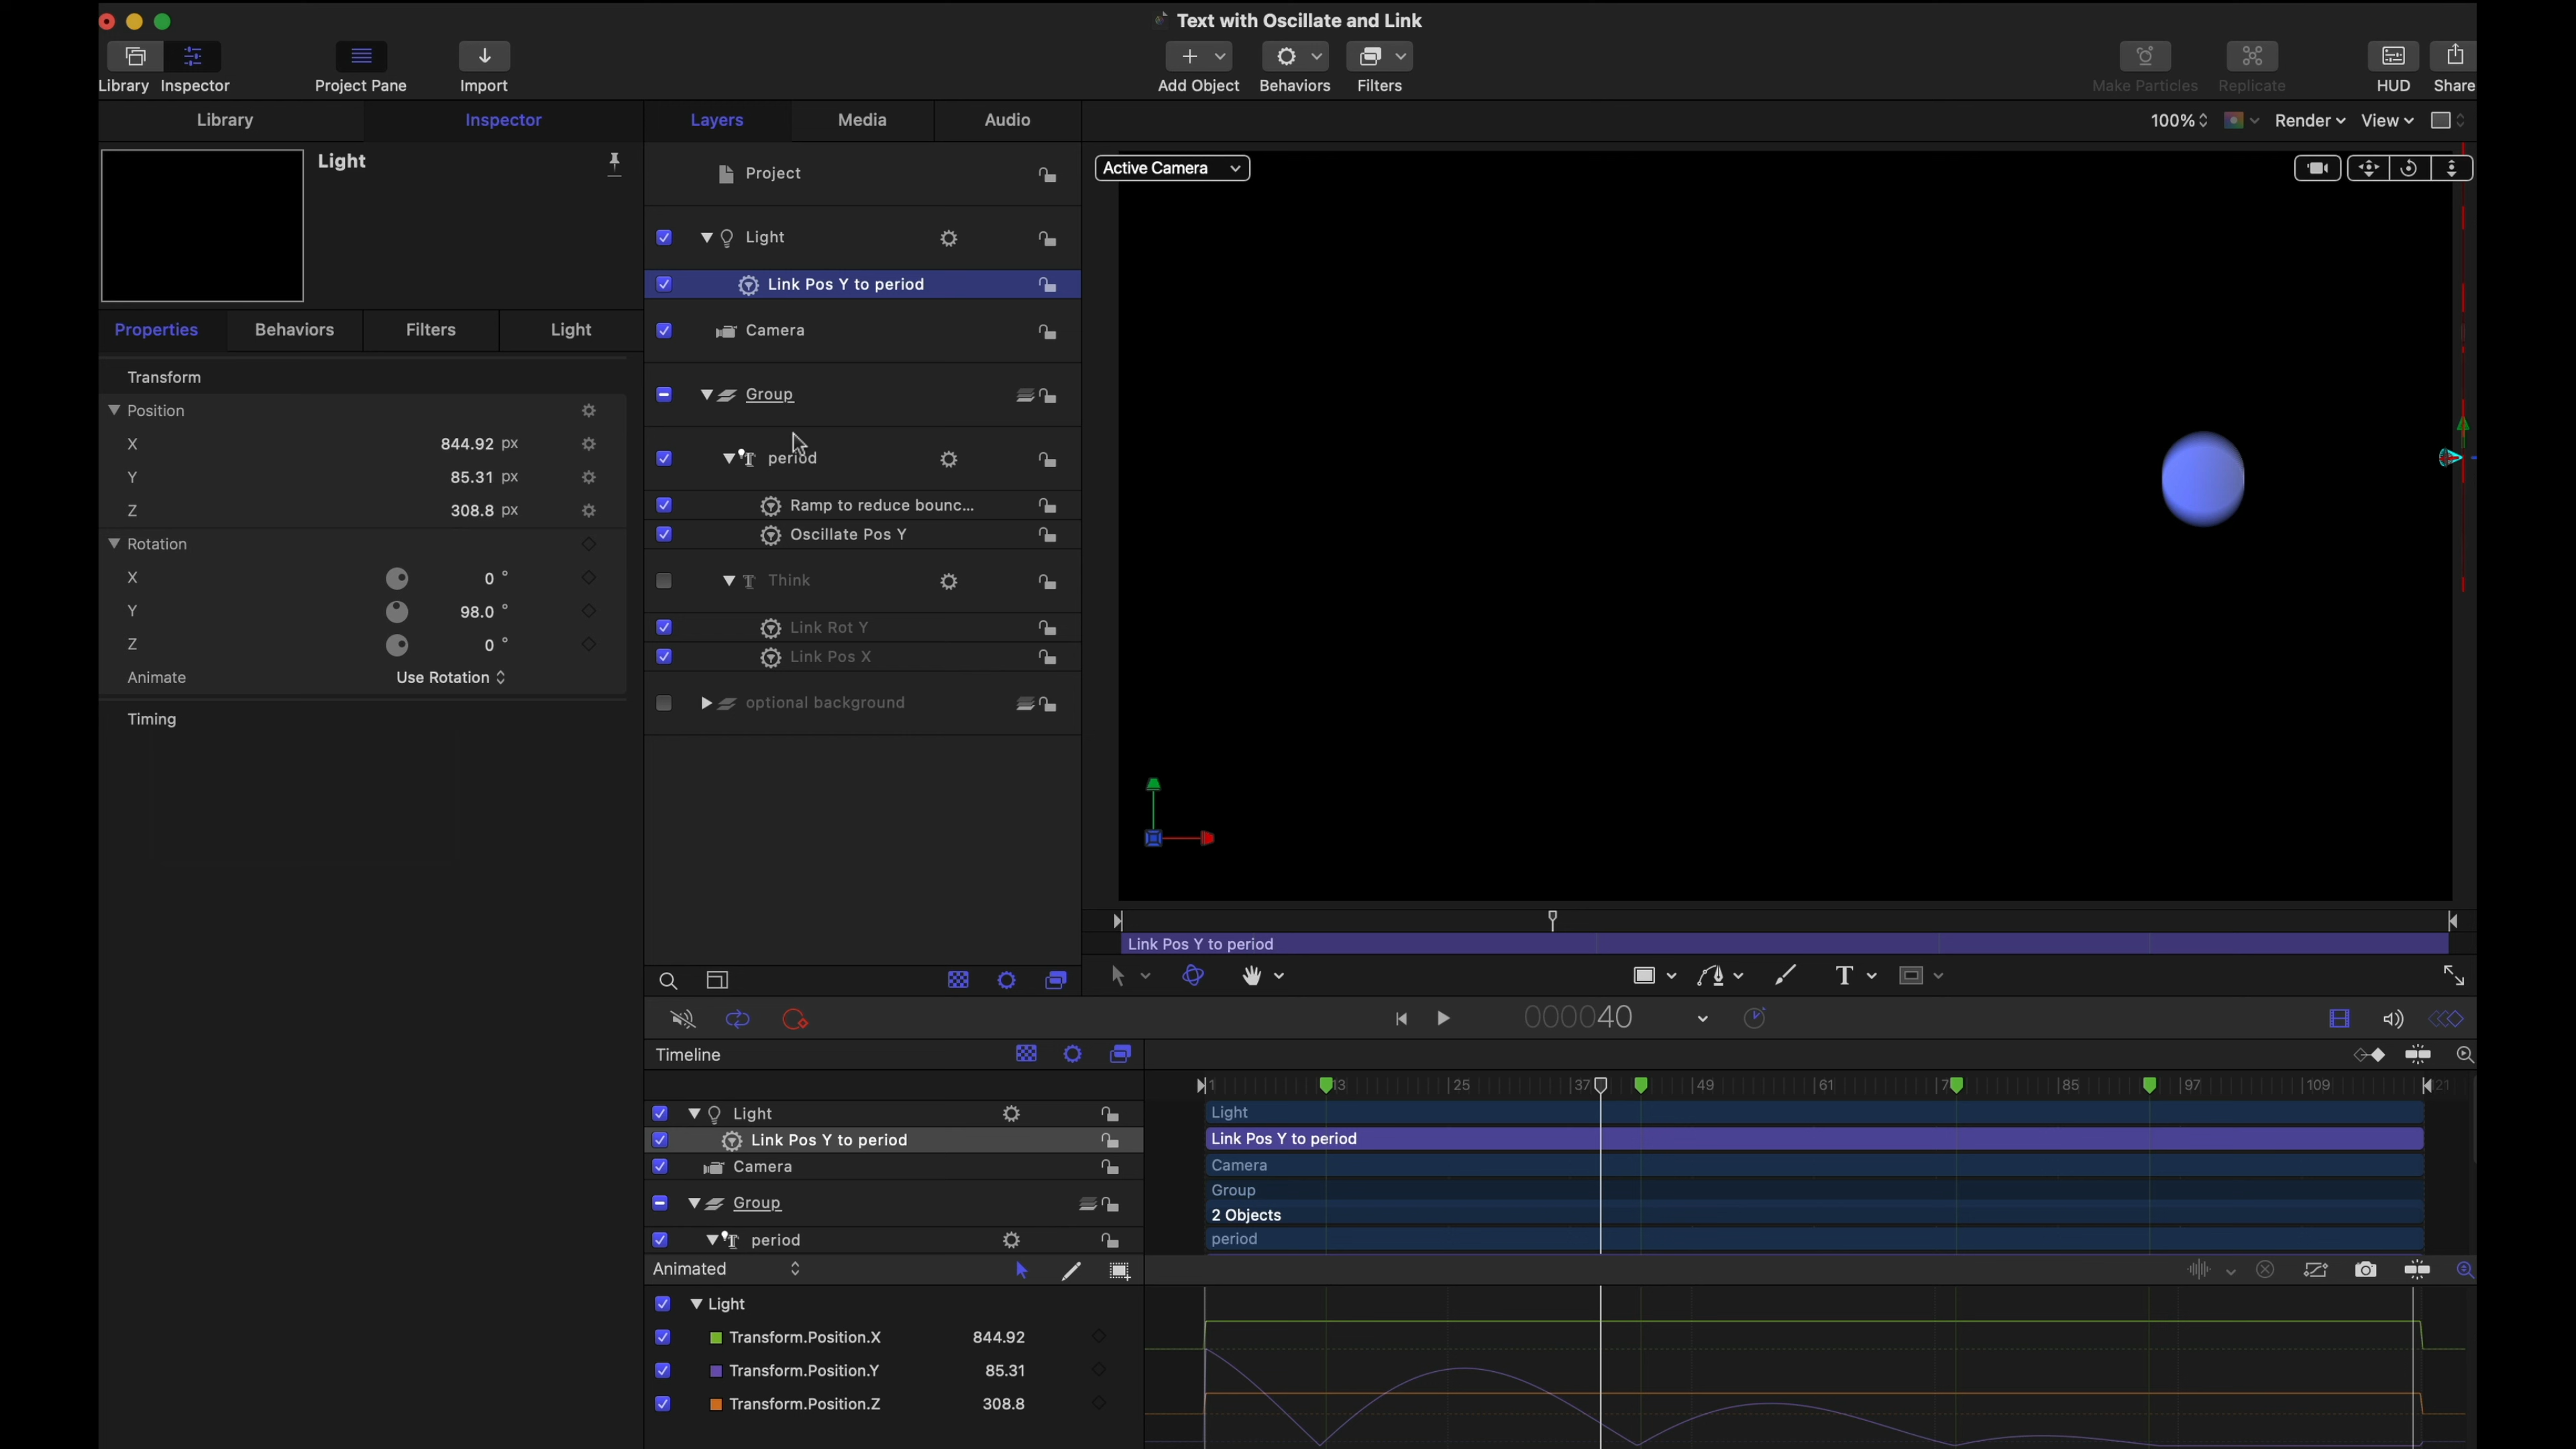 Text with Oscillate and Link
Library
Inspector
Project Pane
Import
Add Object
Behaviors
Filters
Make Particles
Replicate
HUD
Share
Library
Inspector
Layers
Media
Audio
100%
Render
View
Light
Active Camera
Project
Light
Link Pos Y to period
Camera
Group
period
Ramp to reduce bounc...
Oscillate Pos Y
Think
Link Rot Y
Link Pos X
optional background
Properties
Behaviors
Filters
Light
Transform
Position
X 844.92 px
Y 85.31 px
Z 308.8 px
Rotation
X 0 °
Y 98.0 °
Z 0 °
Animate Use Rotation
Timing
Link Pos Y to period
000040
Timeline
1 13 25 37 49 61 7 85 97 109 121
Light
Light
Link Pos Y to period
Link Pos Y to period
Camera
Camera
Group
Group
2 Objects
period
period
Animated
Light
Transform.Position.X 844.92
Transform.Position.Y 85.31
Transform.Position.Z 308.8